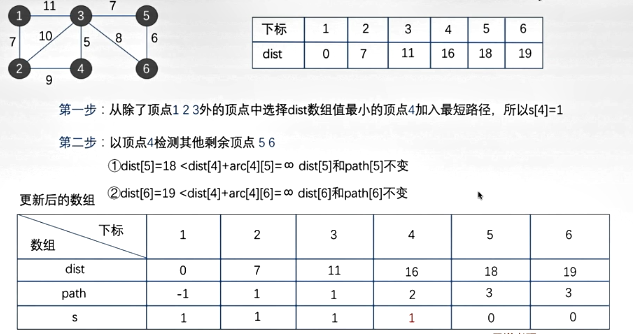 11 7
1 3 5
7 10 5 8 6
2 4 6
9
下标 1 2 3 4 5 6
dist 0 7 11 16 18 19
第一步：从除了顶点1 2 3外的顶点中选择dist数组值最小的顶点4加入最短路径，所以s[4]=1
第二步：以顶点4检测其他剩余顶点 5 6
①dist[5]=18 <dist[4]+arc[4][5]=∞ dist[5]和path[5]不变
②dist[6]=19 <dist[4]+arc[4][6]=∞ dist[6]和path[6]不变
更新后的数组
下标 数组 1 2 3 4 5 6
dist 0 7 11 16 18 19
path -1 1 1 2 3 3
s 1 1 1 1 0 0